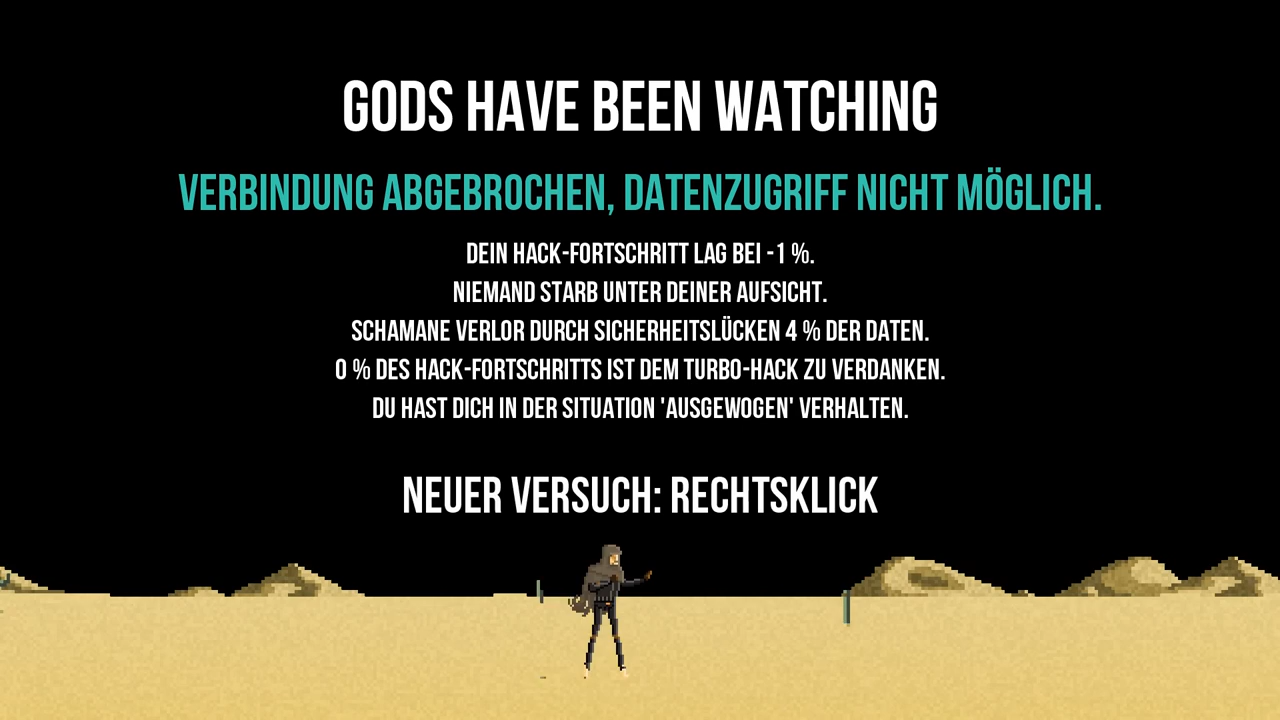 GODS HAVE BEEN WATCHING
VERBINDUNG ABGEBROCHEN, DATENZUGRIFF NICHT MÖGLICH.
DEIN HACK-FORTSCHRITT LAG BEI -1 %.
NIEMAND STARB UNTER DEINER AUFSICHT.
SCHAMANE VERLOR DURCH SICHERHEITSLÜCKEN 4 % DER DATEN.
0 % DES HACK-FORTSCHRITTS IST DEM TURBO-HACK ZU VERDANKEN.
DU HAST DICH IN DER SITUATION 'AUSGEWOGEN' VERHALTEN.
NEUER VERSUCH: RECHTSKLICK